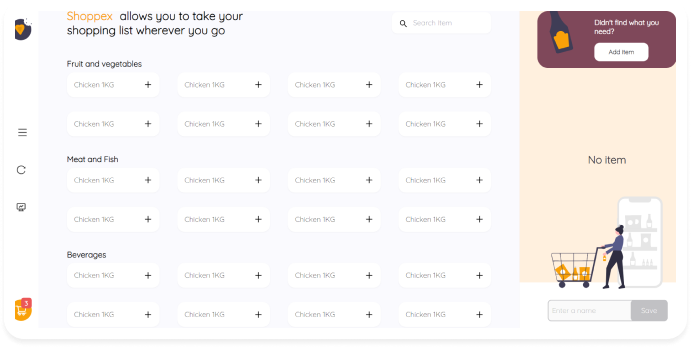 Shoppex allows you to take your
shopping list wherever you go
Search item
Fruit and vegetables
Chicken 1KG + Chicken 1KG + Chicken 1KG + Chicken 1KG +
Chicken 1KG + Chicken 1KG + Chicken 1KG + Chicken 1KG +
Meat and Fish
Chicken 1KG + Chicken 1KG + Chicken 1KG + Chicken 1KG +
Chicken 1KG + Chicken 1KG + Chicken 1KG + Chicken 1KG +
Beverages
Chicken 1KG + Chicken 1KG + Chicken 1KG + Chicken 1KG +
Chicken 1KG + Chicken 1KG + Chicken 1KG + Chicken 1KG +
3
Didn't find what you
need?
Add item
No item
Enter a name
Save